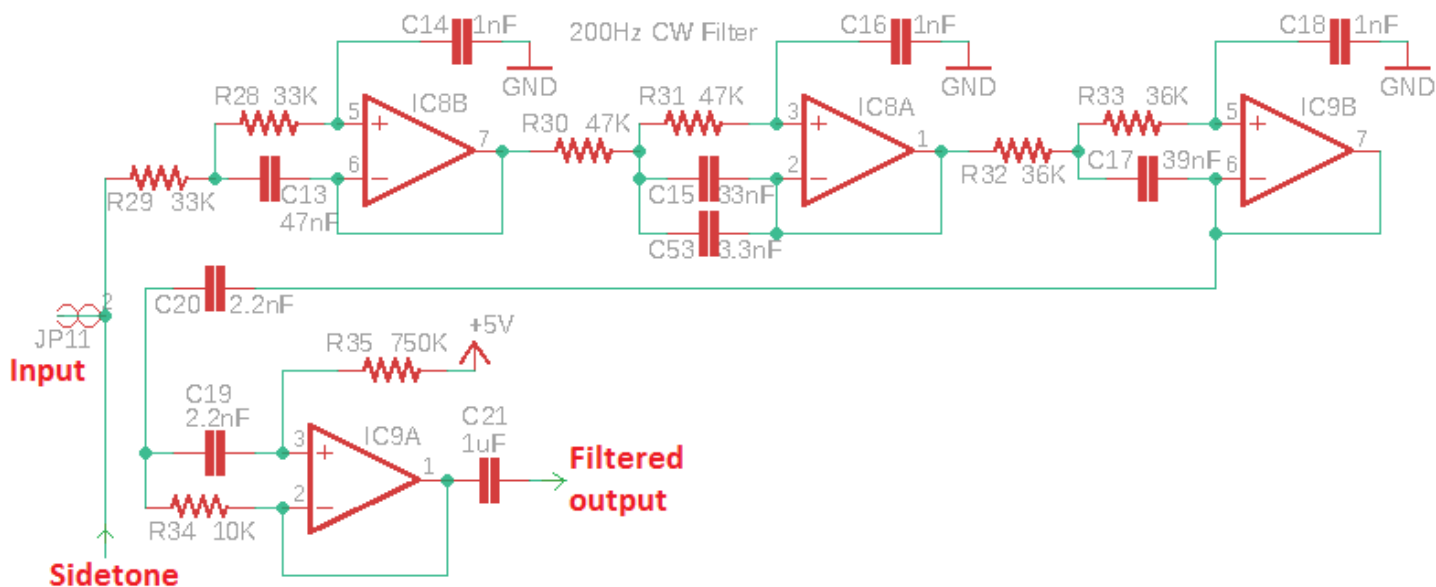 C14 1nF
200Hz CW Filter
C16 1nF
C18 1nF
GND
GND
GND
R28 33K
5
IC8B
6
7
R29 33K
C13
47nF
R30 47K
R31 47K
3
IC8A
2
1
C15 33nF
C53 3.3nF
R32 36K
R33 36K
5
IC9B
C17 39nF
6
7
C20 2.2nF
2
JP11
Input
R35 750K
+5V
C19
2.2nF
3
IC9A
2
1
C21
1uF
Filtered
output
R34 10K
Sidetone